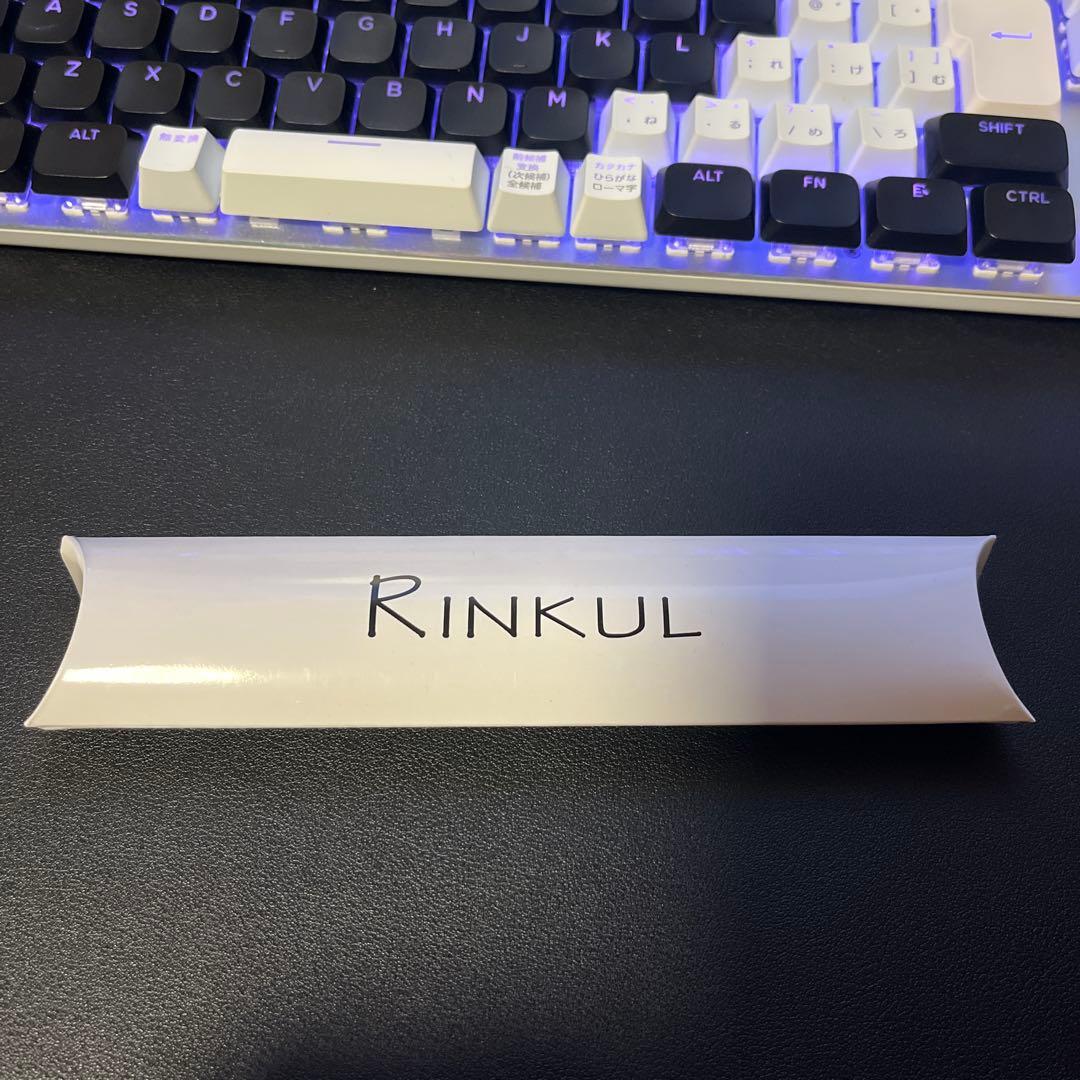 A S D F G H J K L
+ ; れ
* : け
} ] む
Z X C V B N M
< , ね
> . る
? / め
\ ろ
SHIFT
ALT
無変換
前候補
変換
(次候補)
全候補
カタカナ
ひらがな
ローマ字
ALT
FN
CTRL
RINKUL